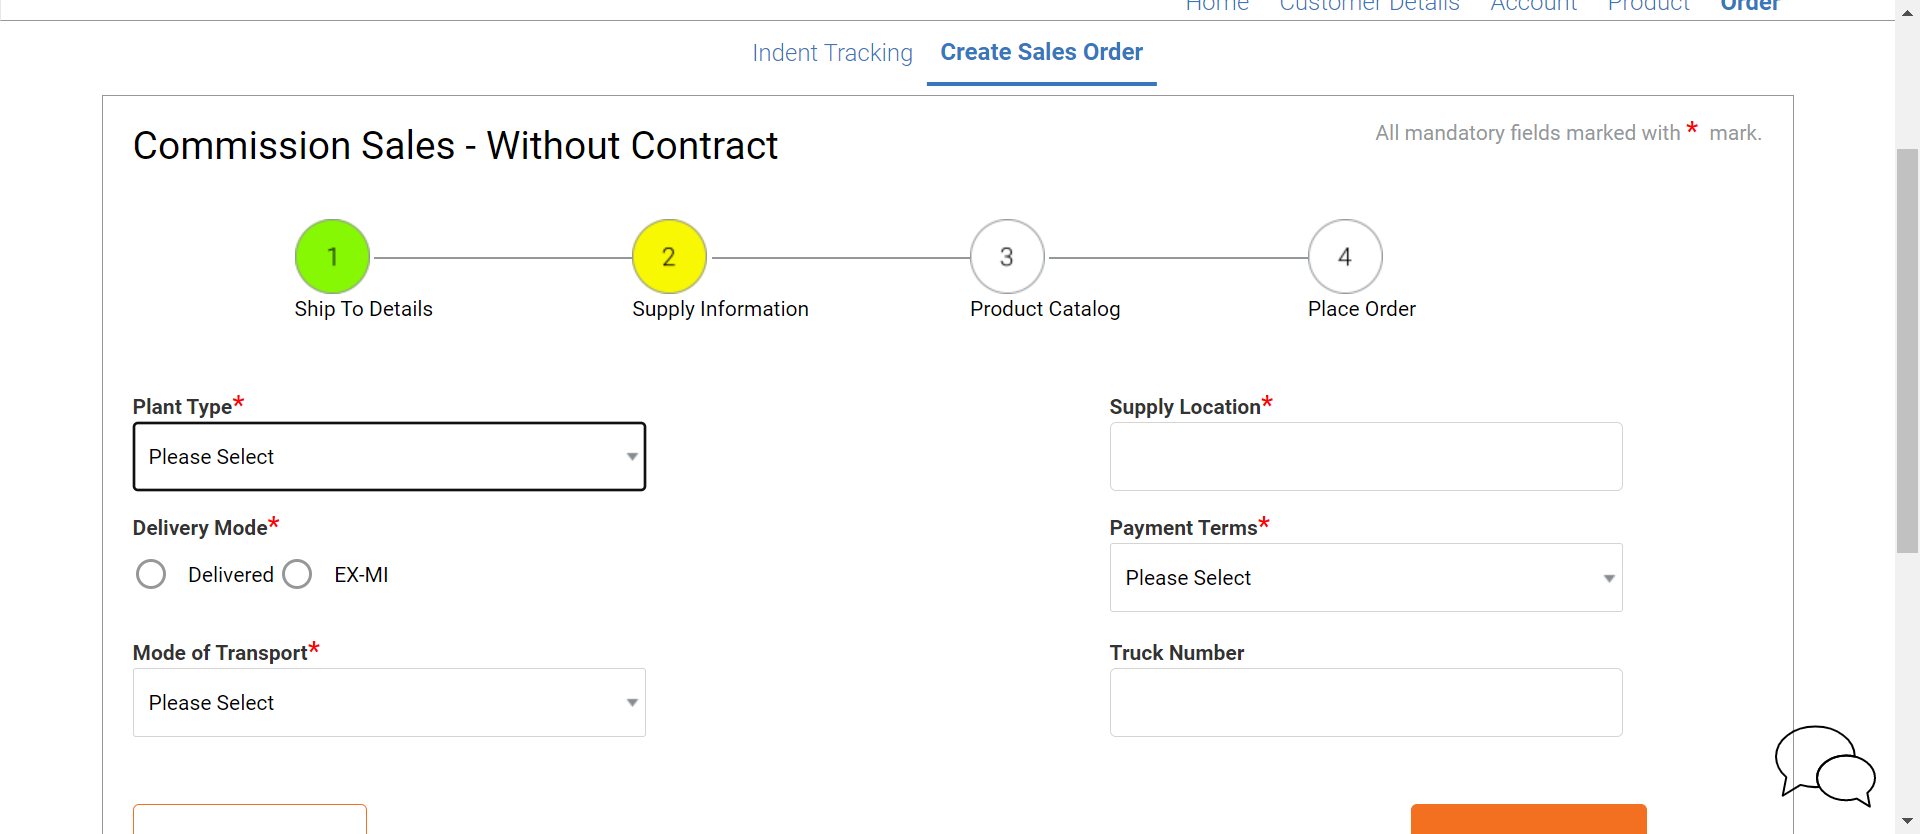 Home Customer Details Account Product Order
Indent Tracking Create Sales Order
Commission Sales - Without Contract
All mandatory fields marked with * mark.
1 2 3 4
Ship To Details Supply Information Product Catalog Place Order
Plant Type* Supply Location*
Please Select
Delivery Mode* Payment Terms*
Delivered EX-MI Please Select
Mode of Transport* Truck Number
Please Select